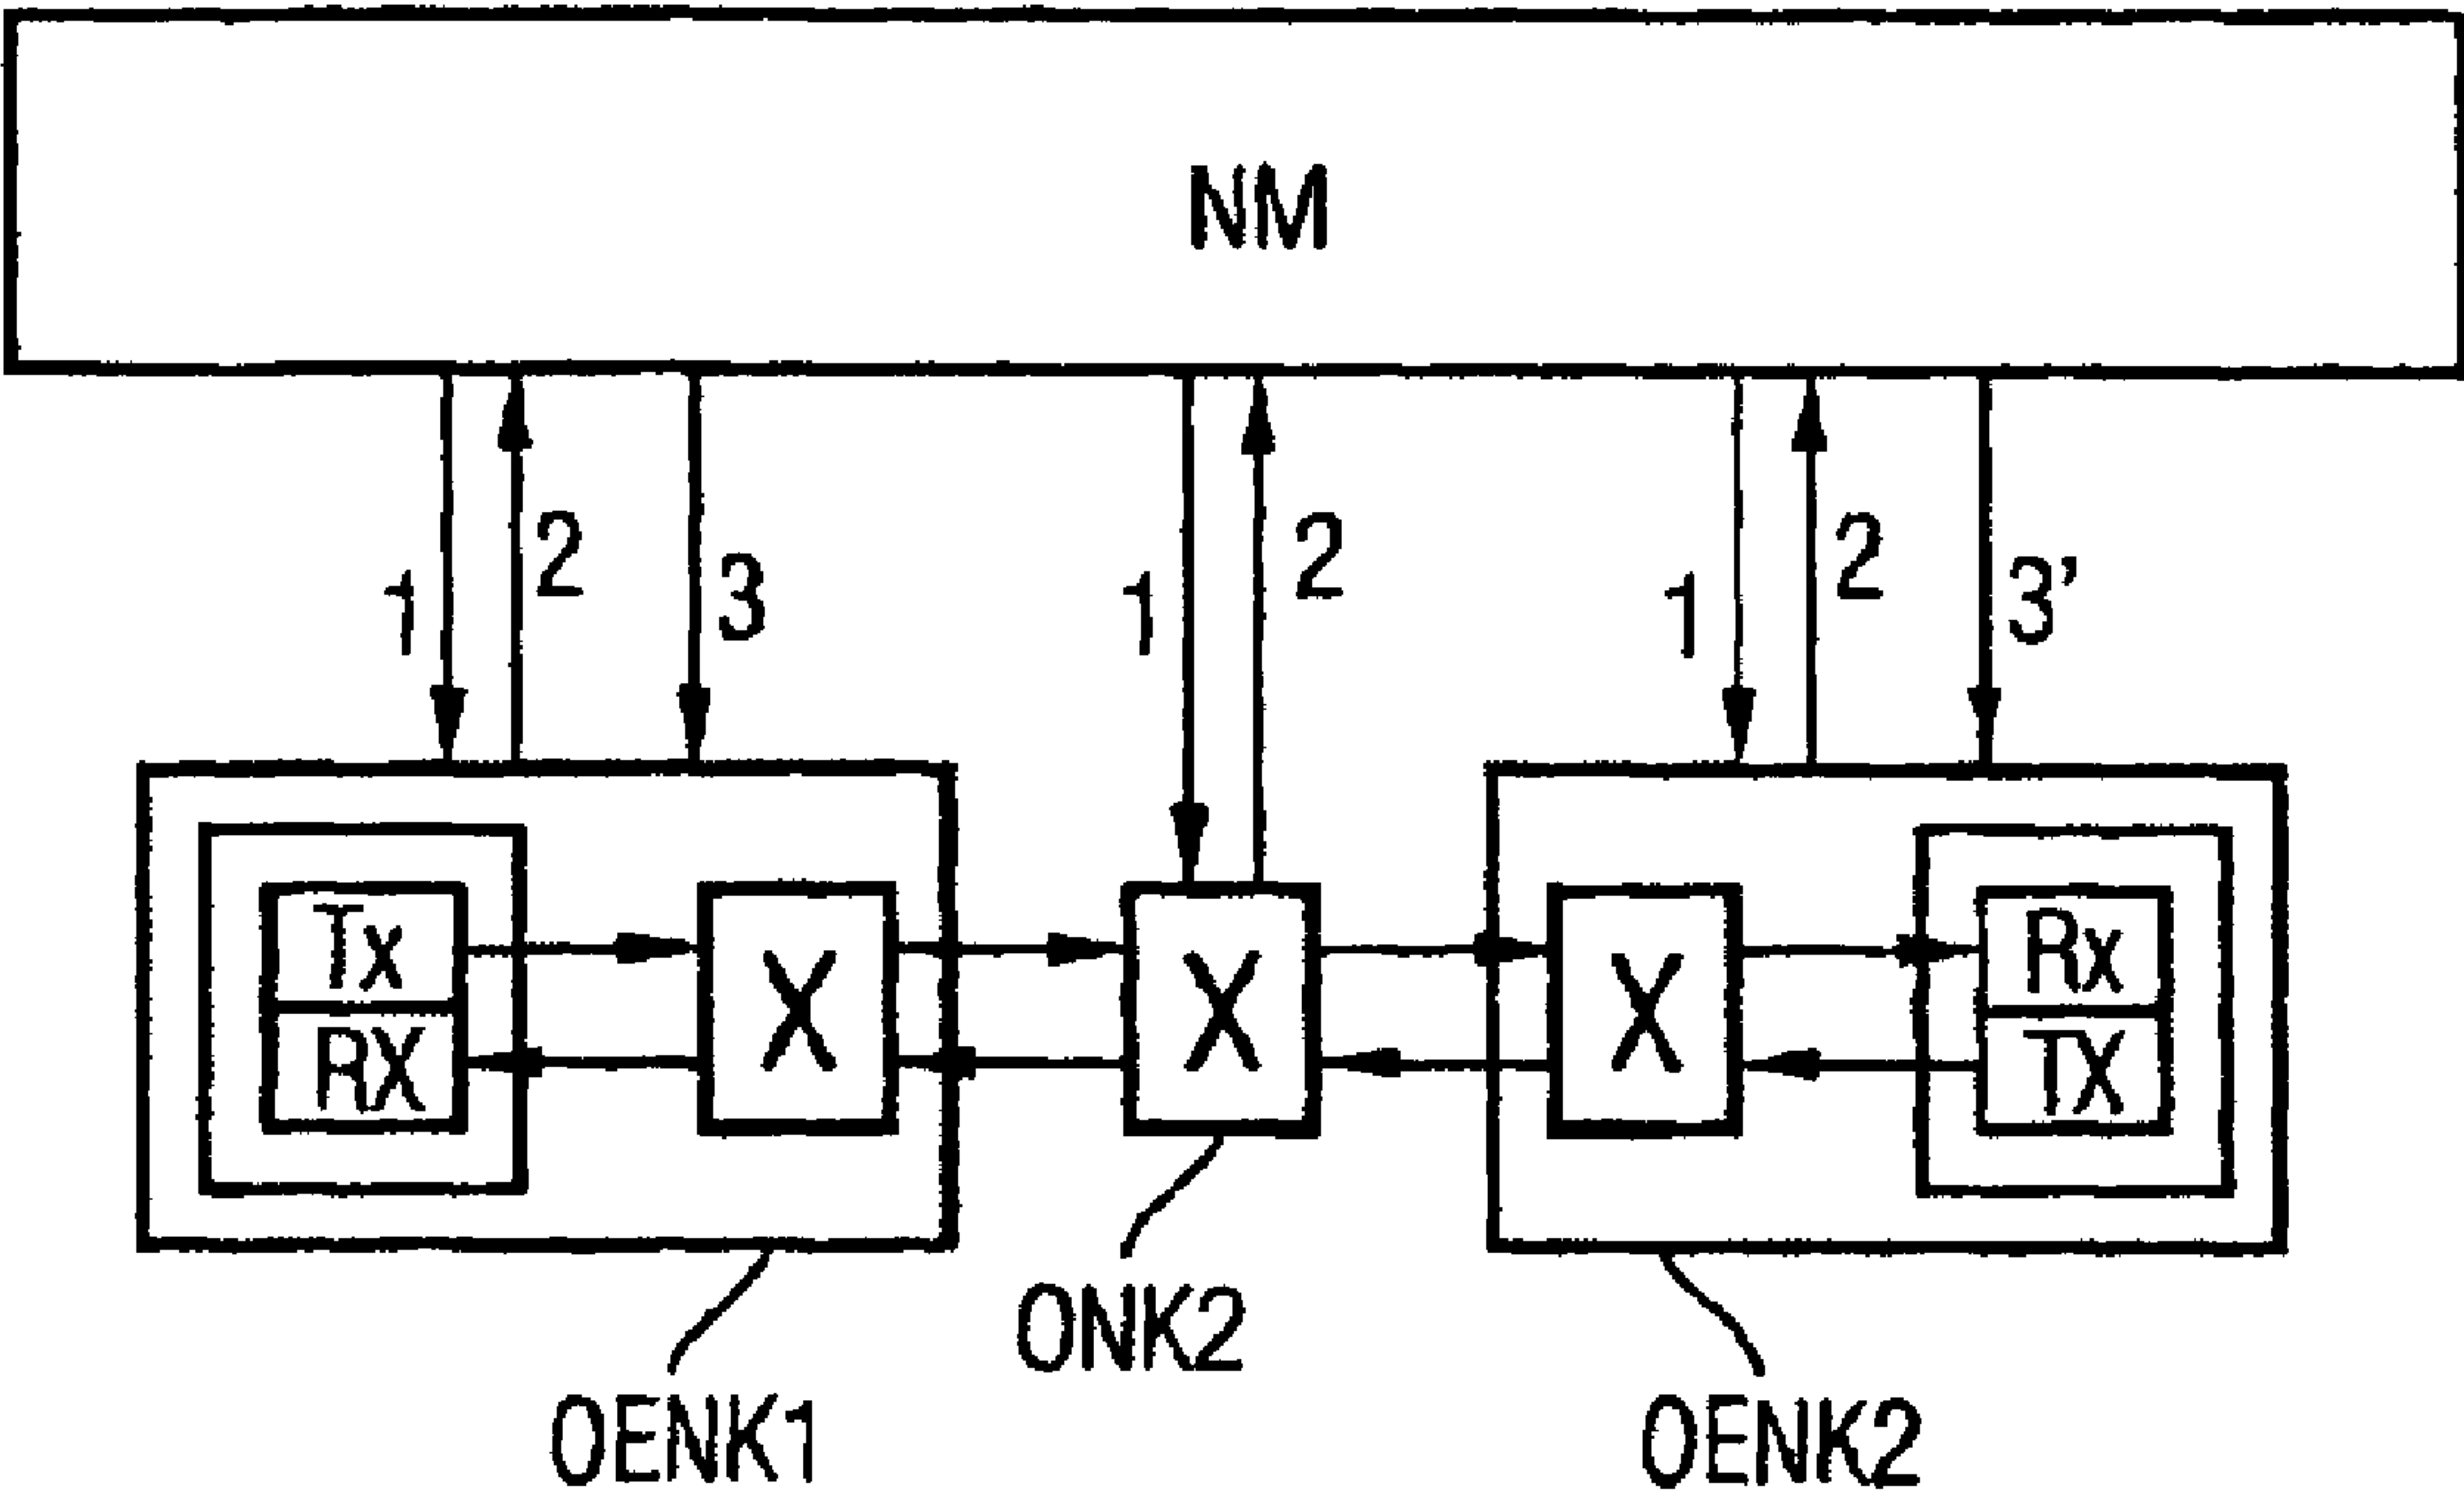 NM
1 2 3 1 2 1 2 3'
Tx X X X Rx
RX TX
ONK2
OENK1 OENK2